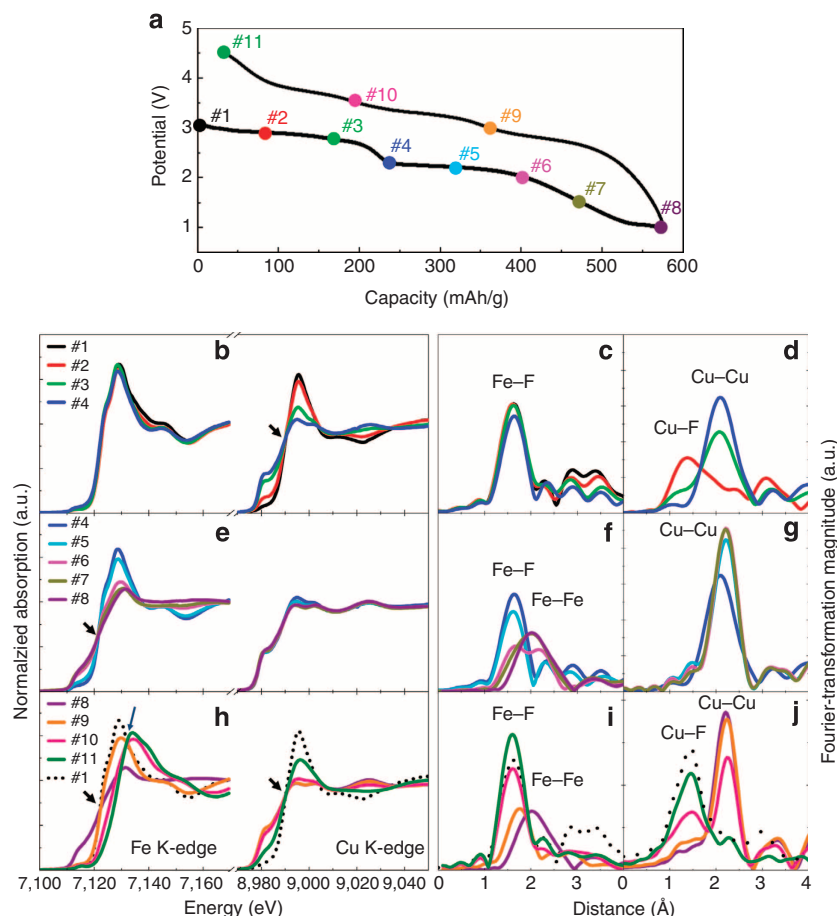 a
5
4
3
2
1
Potential (V)
#11
#10
#9
#1
#2
#3
#4
#5
#6
#7
#8
0
100
200
300
400
500
600
Capacity (mAh/g)
b
#1
#2
#3
#4
c
Fe–F
d
Cu–Cu
Cu–F
e
#4
#5
#6
#7
#8
f
Fe–F
Fe–Fe
g
Cu–Cu
h
#8
#9
#10
#11
#1
Fe K-edge
Cu K-edge
i
Fe–F
Fe–Fe
j
Cu–Cu
Cu–F
Normalzied absorption (a.u.)
Fourier-transformation magnitude (a.u.)
7,100
7,120
7,140
7,160
8,980
9,000
9,020
9,040
0
1
2
3
0
1
2
3
4
Energy (eV)
Distance (Å)